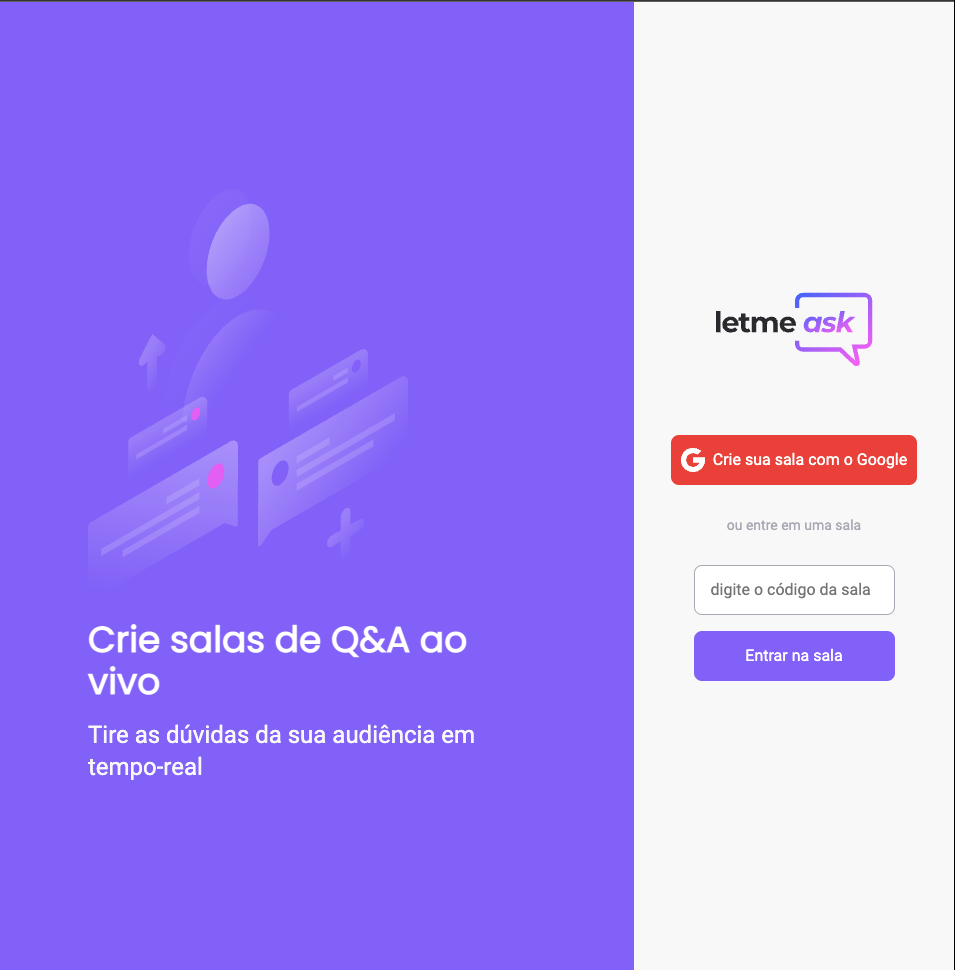 Crie salas de Q&A ao
vivo
Tire as dúvidas da sua audiência em
tempo-real
letme ask
Crie sua sala com o Google
ou entre em uma sala
digite o código da sala
Entrar na sala